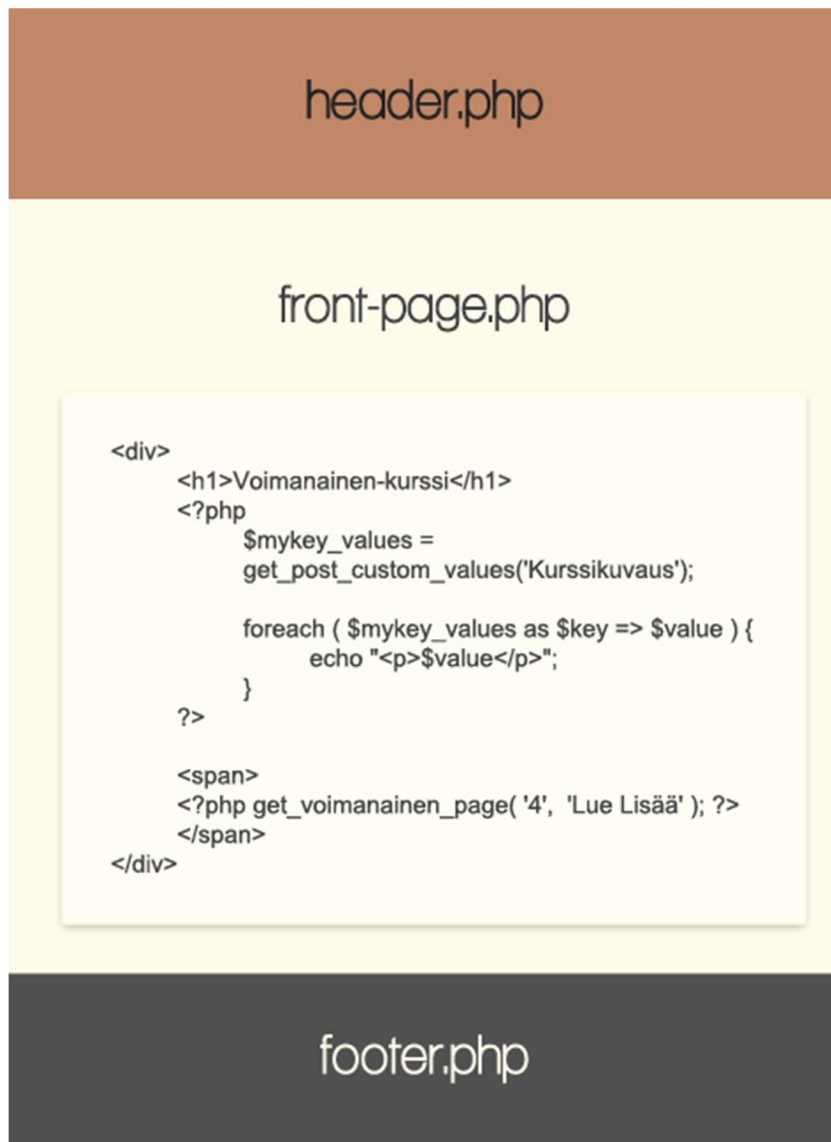 header.php
front-page.php
<div>
<h1>Voimanainen-kurssi</h1>
<?php
$mykey_values =
get_post_custom_values('Kurssikuvaus');
foreach ( $mykey_values as $key => $value ) {
echo "<p>$value</p>";
}
?>
<span>
<?php get_voimanainen_page( '4', 'Lue Lisää' ); ?>
</span>
</div>
footer.php